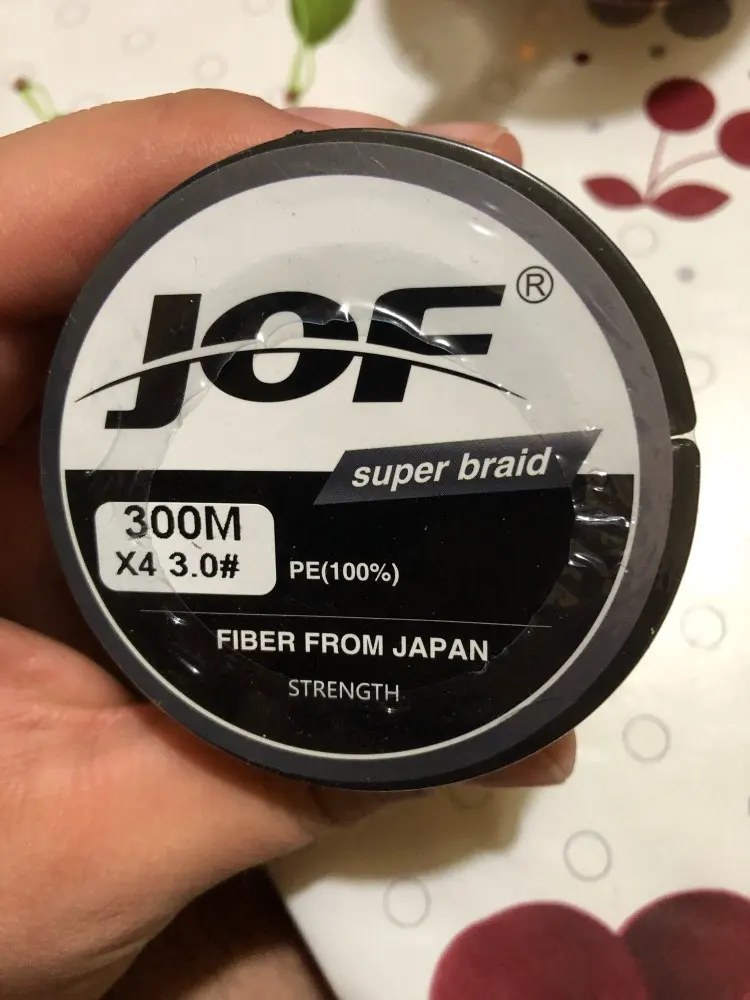 JOF®
super braid
300M
X4 3.0#
PE(100%)
FIBER FROM JAPAN
STRENGTH